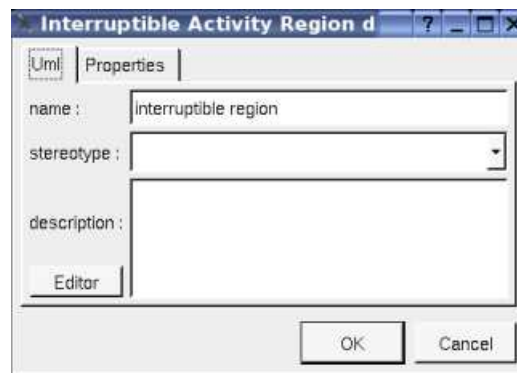 Interruptible Activity Region d ? _ □ X
Uml Properties
name : interruptible region
stereotype :
description :
Editor
OK Cancel